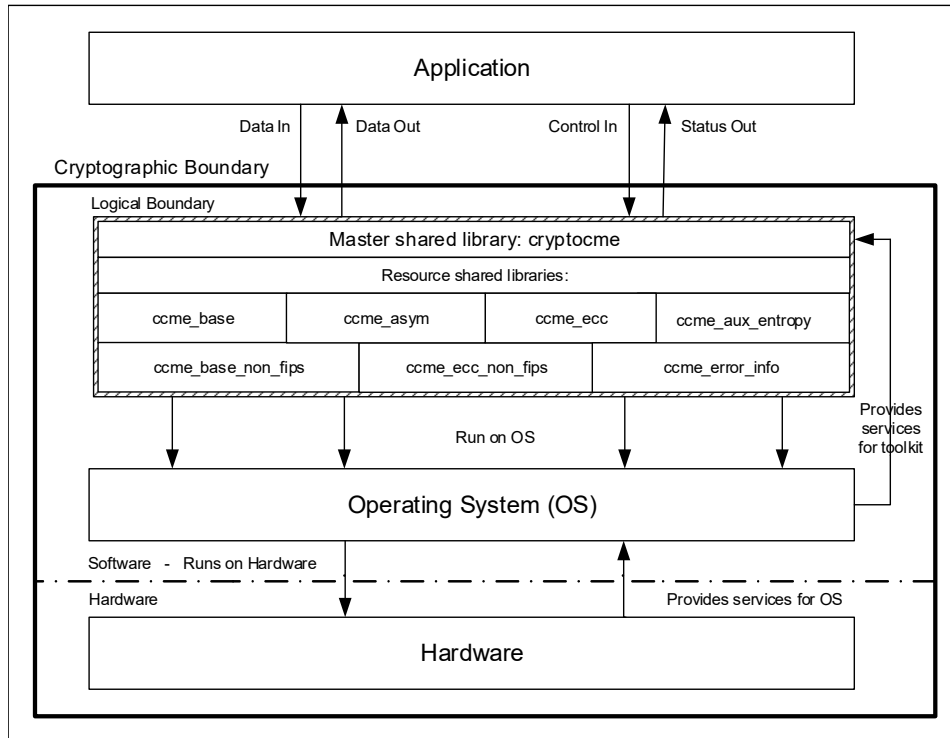 Application
Data In
Data Out
Control In
Status Out
Cryptographic Boundary
Logical Boundary
Master shared library: cryptocme
Resource shared libraries:
ccme_base
ccme_asym
ccme_ecc
ccme_aux_entropy
ccme_base_non_fips
ccme_ecc_non_fips
ccme_error_info
Provides
services
for toolkit
Run on OS
Operating System (OS)
Software - Runs on Hardware
Hardware
Provides services for OS
Hardware